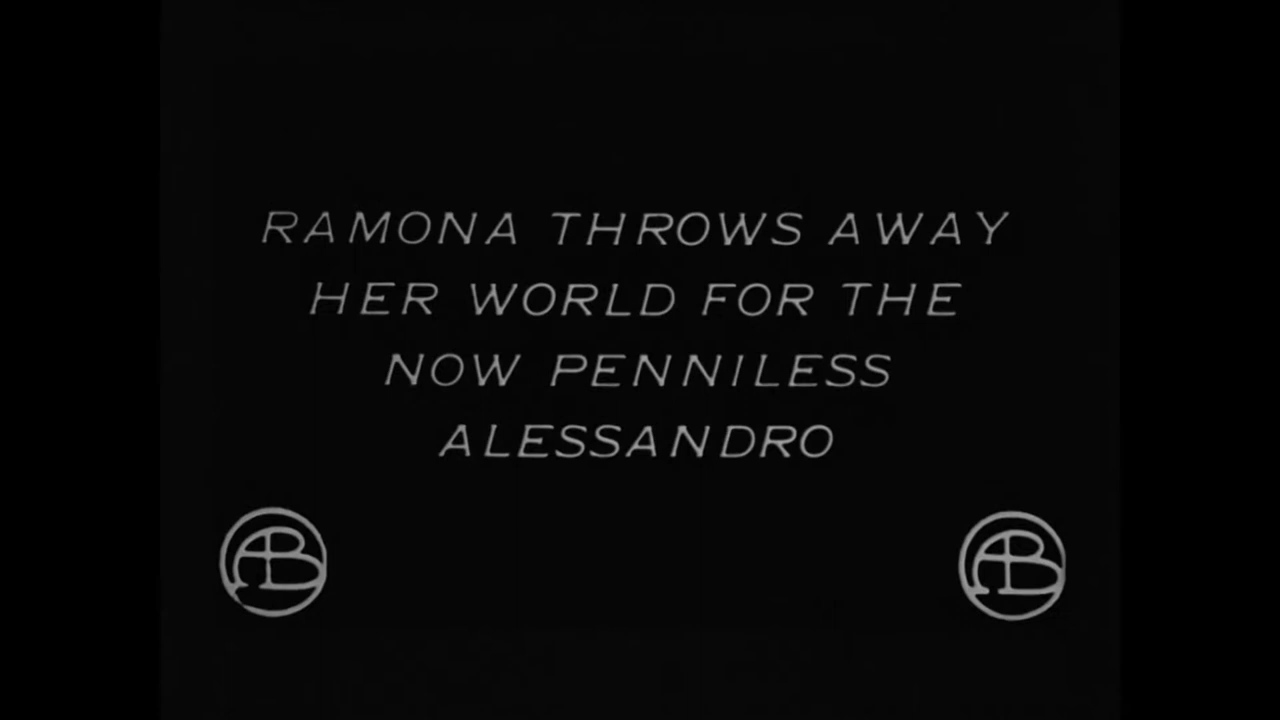 RAMONA THROWS AWAY
HER WORLD FOR THE
NOW PENNILESS
ALESSANDRO
AB AB